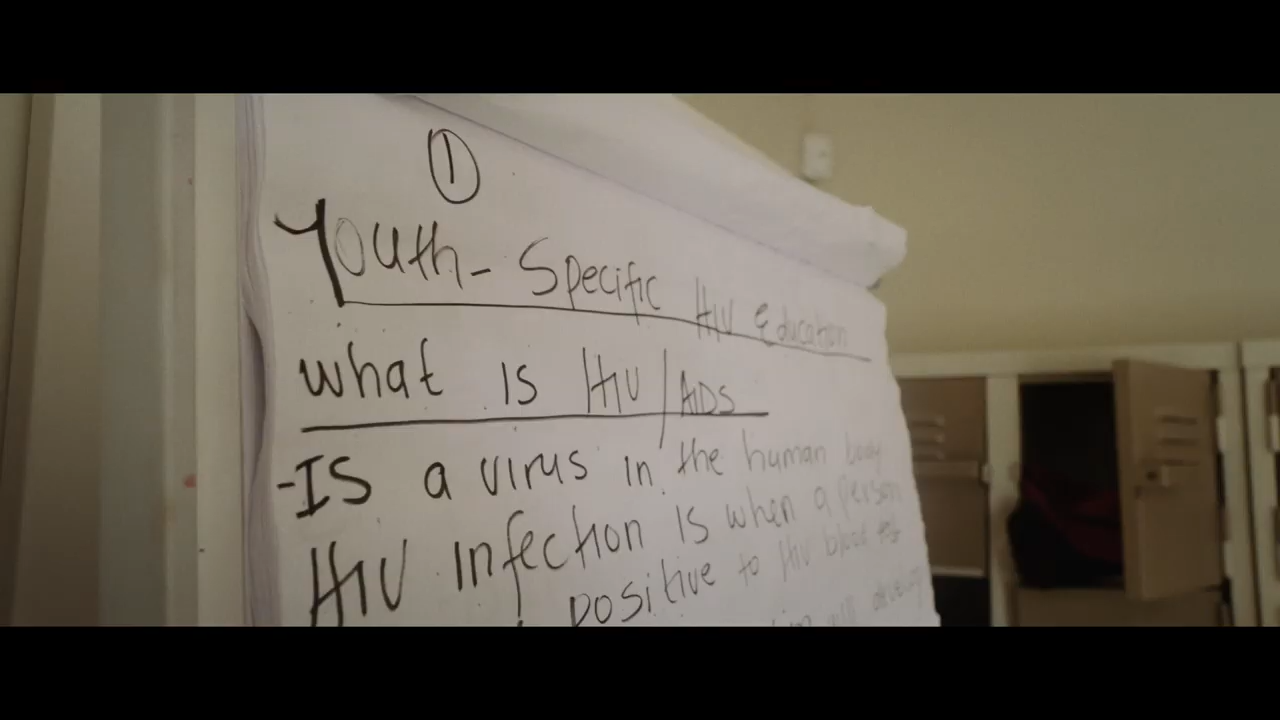 1
Youth- Specific HIV Education
what is HIV/AIDS
-IS a virus in the human body
HIV infection is when a person
positive to HIV blood
will